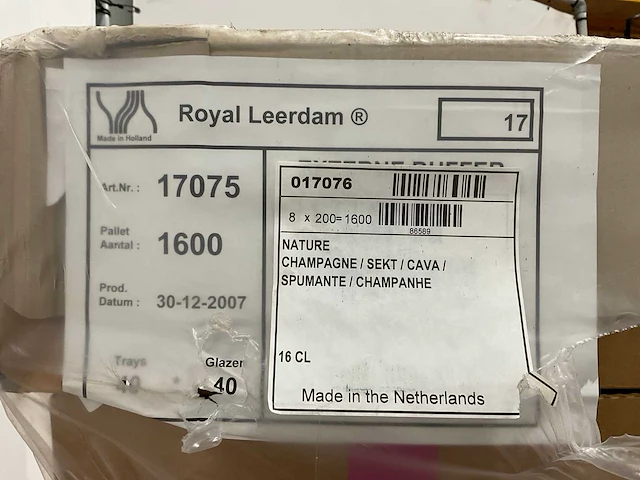 Made in Holland
Royal Leerdam ®
17
Art.Nr.: 17075
Pallet
Aantal: 1600
Prod.
Datum: 30-12-2007
Trays
Glazen
40
017076
8 x 200=1600
86589
NATURE
CHAMPAGNE / SEKT / CAVA /
SPUMANTE / CHAMPANHE
16 CL
Made in the Netherlands